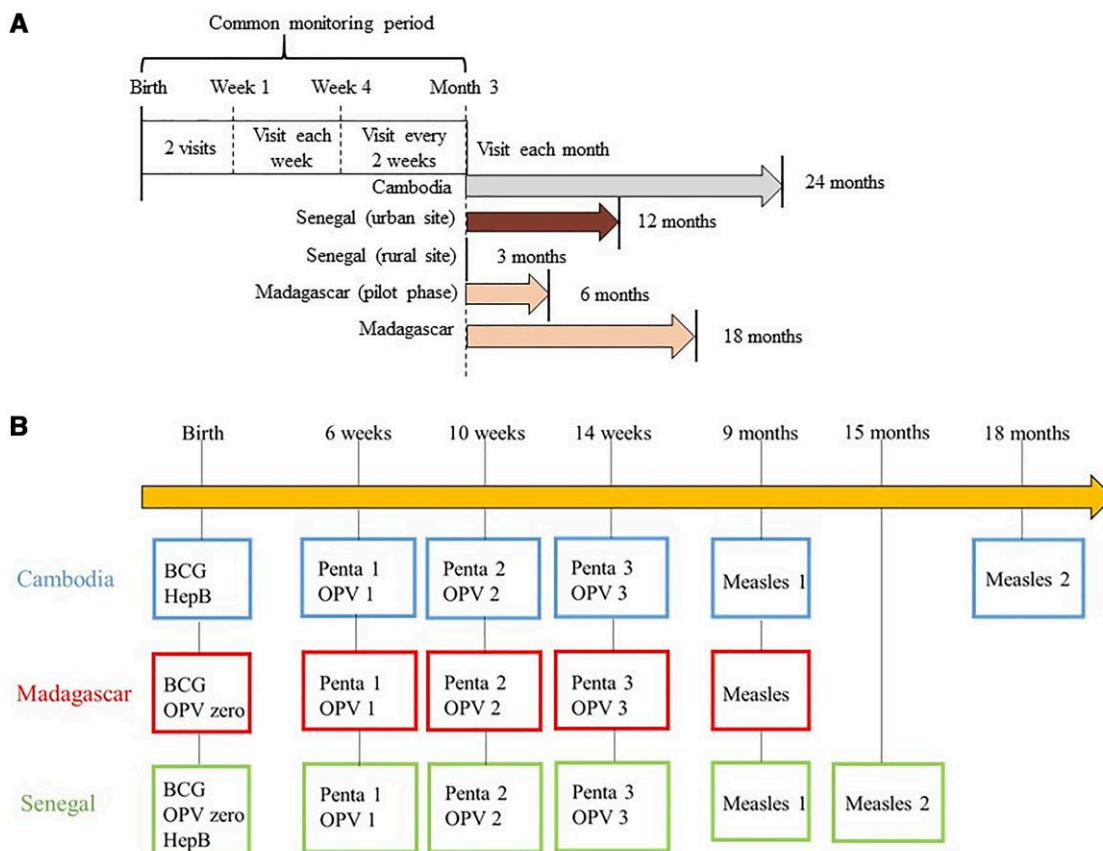 A
Common monitoring period
Birth Week 1 Week 4 Month 3
2 visits
Visit each
week
Visit every
2 weeks
Visit each month
Cambodia
24 months
Senegal (urban site)
12 months
Senegal (rural site)
3 months
Madagascar (pilot phase)
6 months
Madagascar
18 months
B
Birth 6 weeks 10 weeks 14 weeks 9 months 15 months 18 months
Cambodia
BCG
HepB
Penta 1
OPV 1
Penta 2
OPV 2
Penta 3
OPV 3
Measles 1
Measles 2
Madagascar
BCG
OPV zero
Penta 1
OPV 1
Penta 2
OPV 2
Penta 3
OPV 3
Measles
Senegal
BCG
OPV zero
HepB
Penta 1
OPV 1
Penta 2
OPV 2
Penta 3
OPV 3
Measles 1
Measles 2